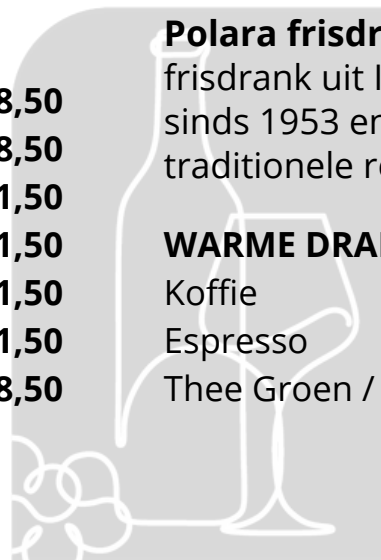 8,50
8,50
1,50
1,50
1,50
1,50
8,50
Polara
frisdrank uit
sinds 1953
traditionele
WARME
Koffie
Espresso
Thee Groen /